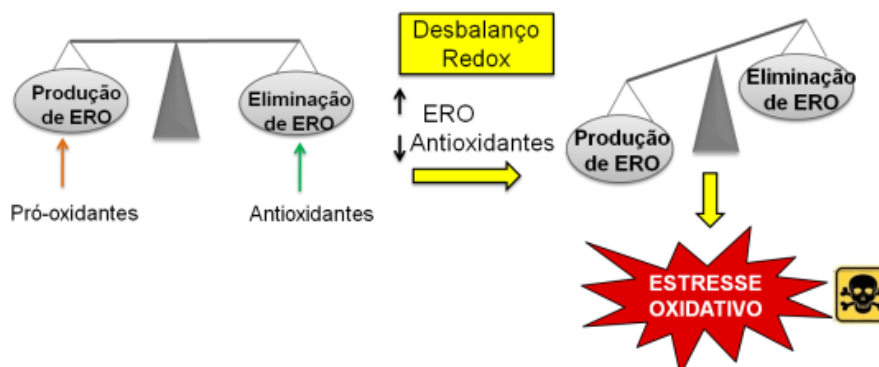 Produção
de ERO
Eliminação
de ERO
Pró-oxidantes
Antioxidantes
Desbalanço
Redox
ERO
Antioxidantes
Produção
de ERO
Eliminação
de ERO
ESTRESSE
OXIDATIVO